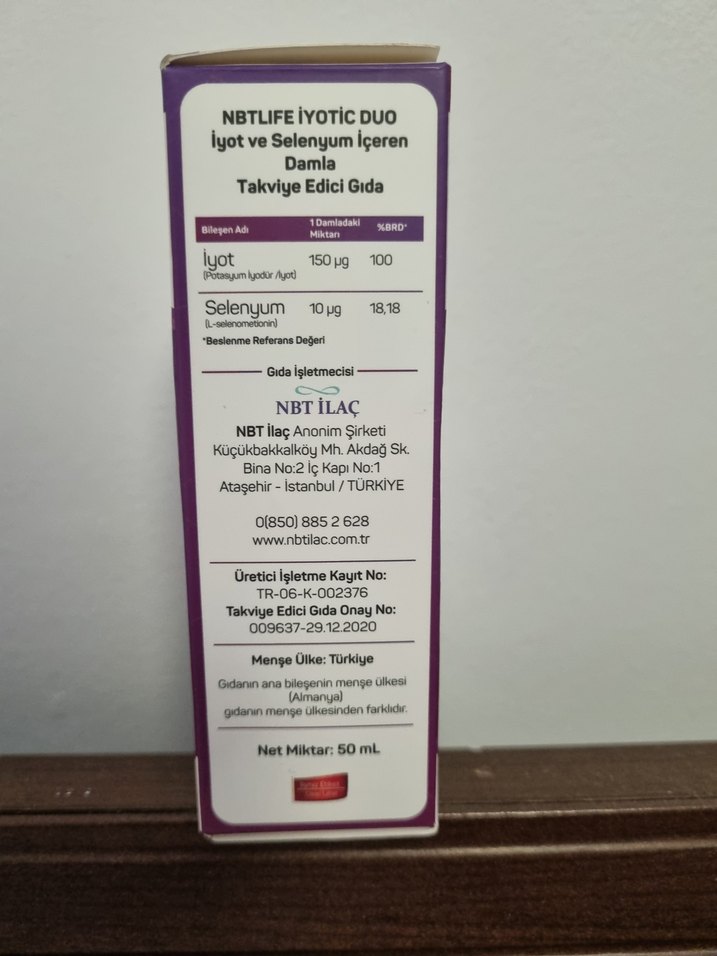 NBTLIFE İYOTİC DUO
İyot ve Selenyum İçeren
Damla
Takviye Edici Gıda
Bileşen Adı 1 Damladaki Miktarı %BRD*
İyot 150 µg 100
(Potasyum İyodür /İyot)
Selenyum 10 µg 18,18
(L-selenometionin)
*Beslenme Referans Değeri
Gıda İşletmecisi
NBT İLAÇ
NBT İlaç Anonim Şirketi
Küçükbakkalköy Mh. Akdağ Sk.
Bina No:2 İç Kapı No:1
Ataşehir - İstanbul / TÜRKİYE
0(850) 885 2 628
www.nbtilac.com.tr
Üretici İşletme Kayıt No:
TR-06-K-002376
Takviye Edici Gıda Onay No:
009637-29.12.2020
Menşe Ülke: Türkiye
Gıdanın ana bileşenin menşe ülkesi
(Almanya)
gıdanın menşe ülkesinden farklıdır.
Net Miktar: 50 mL